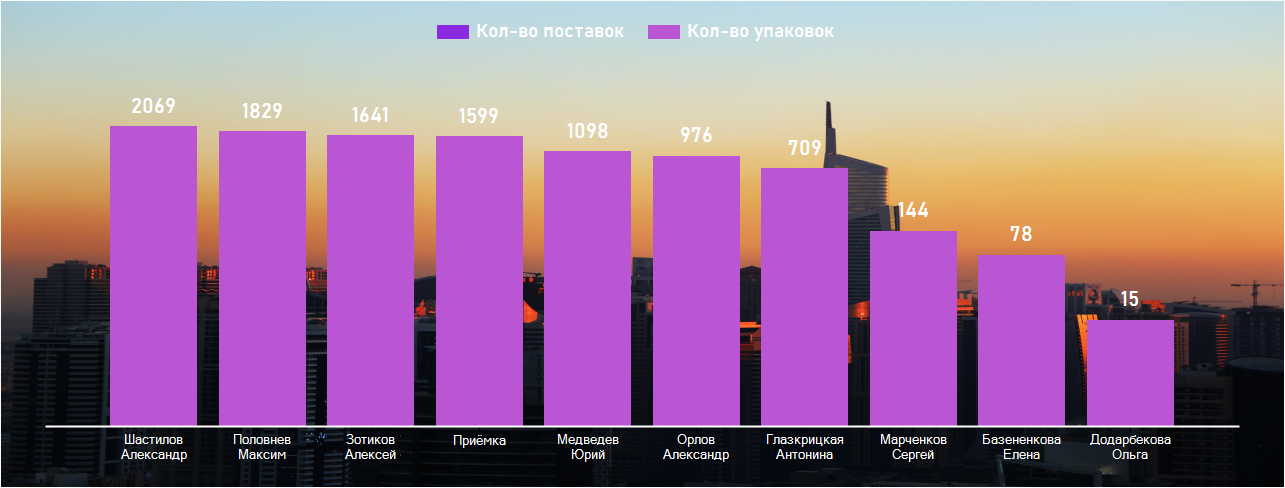 Кол-во поставок Кол-во упаковок
2069 1829 1641 1599 1098 976 709 144 78 15
Шастилов Половнев Зотиков Приёмка Медведев Орлов Глазкрицкая Марченков Базененкова Додарбекова
Александр Максим Алексей Юрий Александр Антонина Сергей Елена Ольга